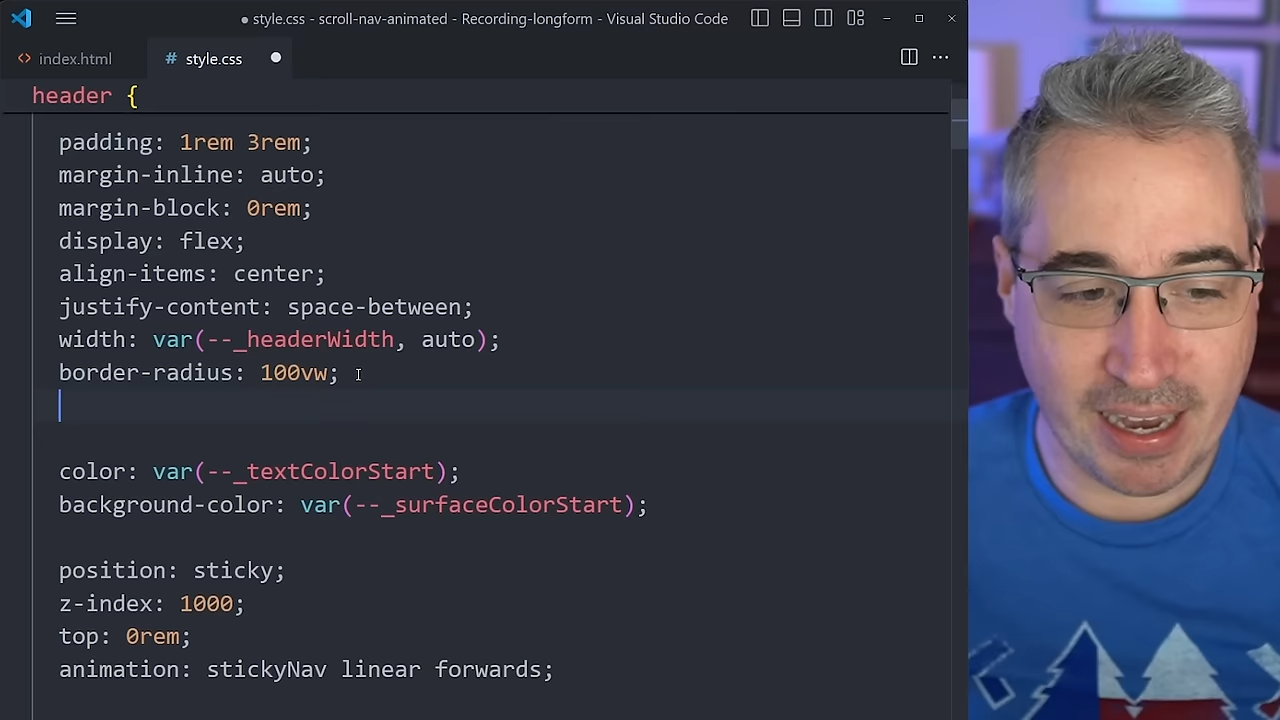 style.css - scroll-nav-animated - Recording-longform - Visual Studio Code
index.html
# style.css
header {
padding: 1rem 3rem;
margin-inline: auto;
margin-block: 0rem;
display: flex;
align-items: center;
justify-content: space-between;
width: var(--_headerWidth, auto);
border-radius: 100vw;
color: var(--_textColorStart);
background-color: var(--_surfaceColorStart);
position: sticky;
z-index: 1000;
top: 0rem;
animation: stickyNav linear forwards;